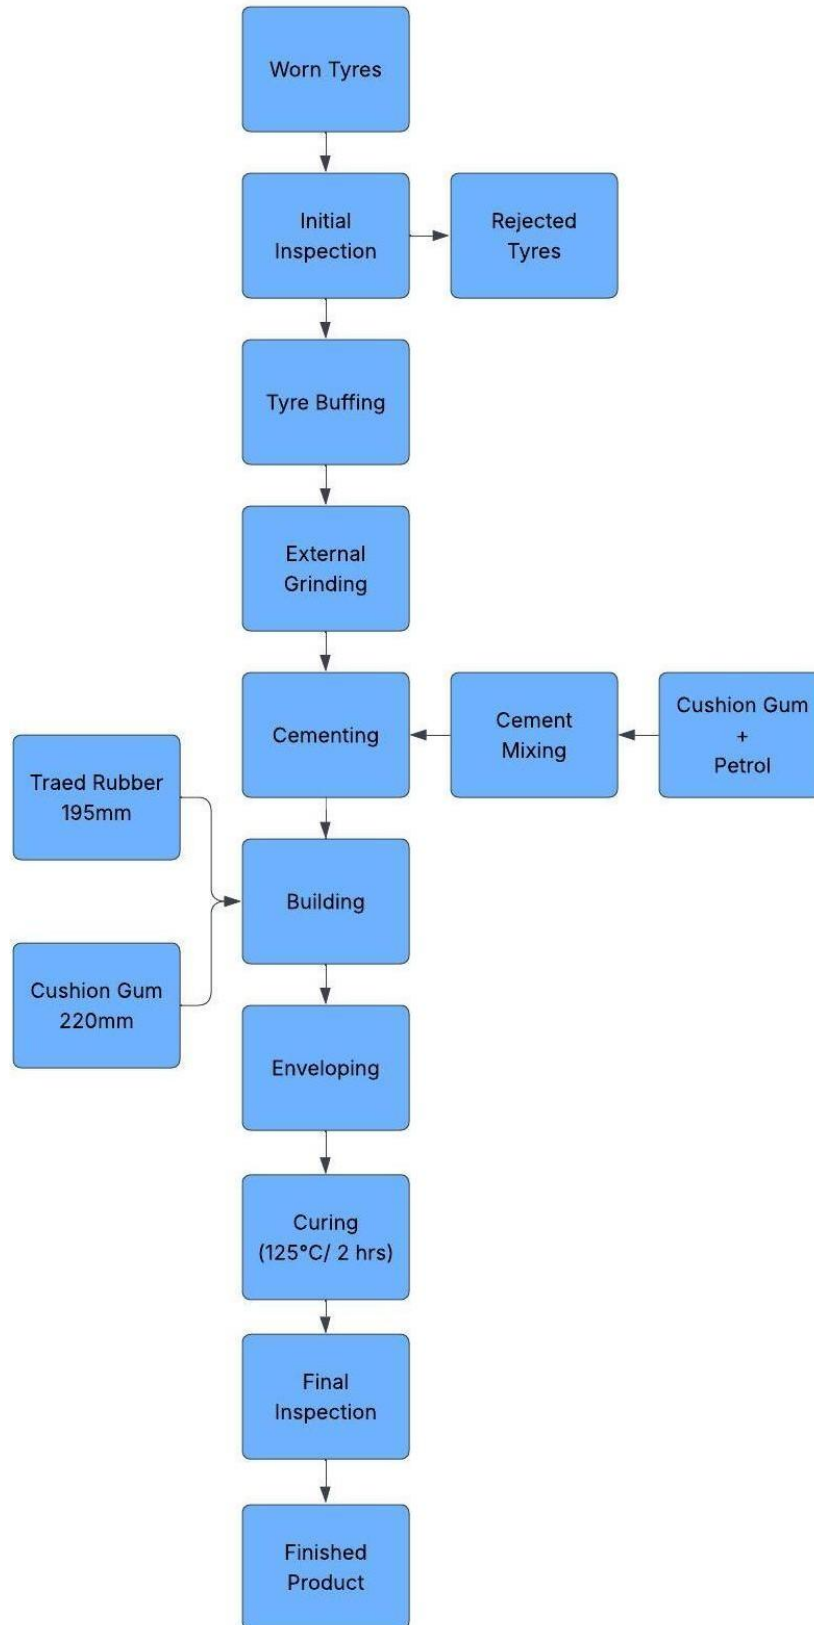 Worn Tyres
Initial
Inspection
Rejected
Tyres
Tyre Buffing
External
Grinding
Cementing
Cement
Mixing
Cushion Gum
+
Petrol
Traed Rubber
195mm
Building
Cushion Gum
220mm
Enveloping
Curing
(125°C/ 2 hrs)
Final
Inspection
Finished
Product